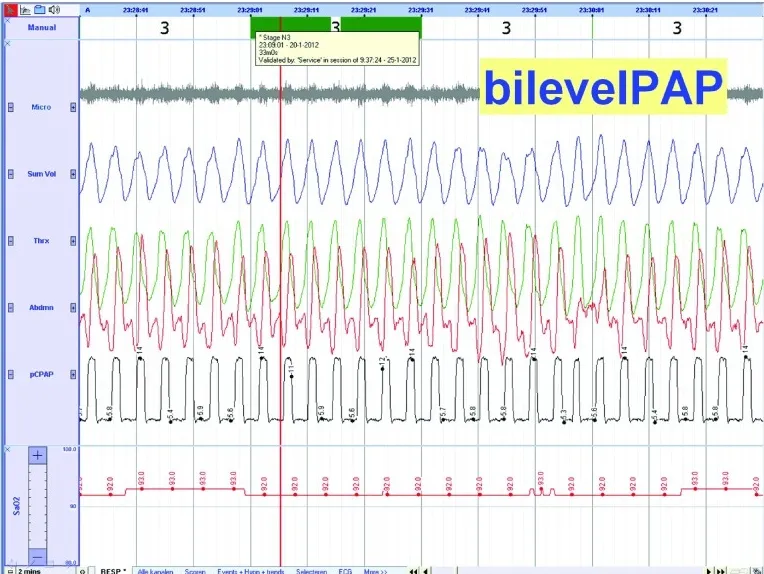 A 23:28:41 23:28:51 23:29:01 23:29:11 23:29:21 23:29:31 23:29:41 23:29:51 23:30:01 23:30:11 23:30:21
Manual 3 3 3 3
* Stage N3
23:09:01 - 20-1-2012
33m0s
Validated by: 'Service' in session of 9:37:24 - 25-1-2012
bilevelPAP
Micro
Sum Vol
Thrx
Abdmn
14 14 14 14 14 14
-11 -12
pCPAP
5.8 5.4 5.9 5.6 5.9 5.6 5.7 5.8 5.8 5.3 5.6 5.4 5.8 5.8
100.0
92.0 93.0 93.0 93.0 93.0 92.0 92.0 92.0 92.0 92.0 92.0 92.0 92.0 92.0 93.0 92.0 92.0 92.0 92.0 93.0 93.0 92.0
SaO2
90
80.0
2 mins RESP * Alle kanalen Scoren Events + Hypn + trends Selecteren ECG More >>